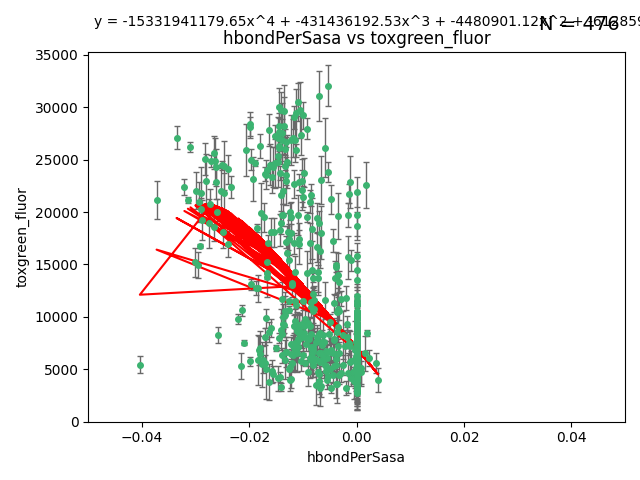 y = -15331941179.65x^4 + -431436192.53x^3 + -4480901.12x^2 +
N = 476
hbondPerSasa vs toxgreen_fluor
35000
30000
25000
20000
15000
10000
5000
0
toxgreen_fluor
−0.04
−0.02
0.00
0.02
0.04
hbondPerSasa